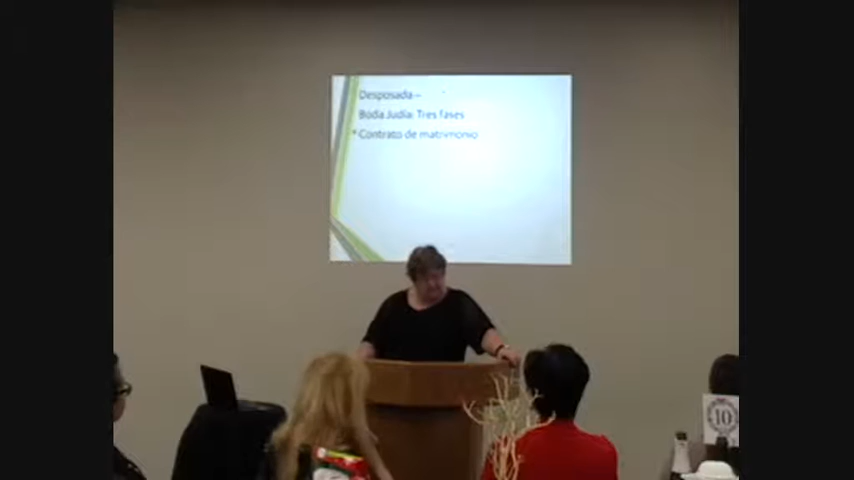 Desposada –
Boda Judía: Tres fases
* Contrato de matrimonio
10